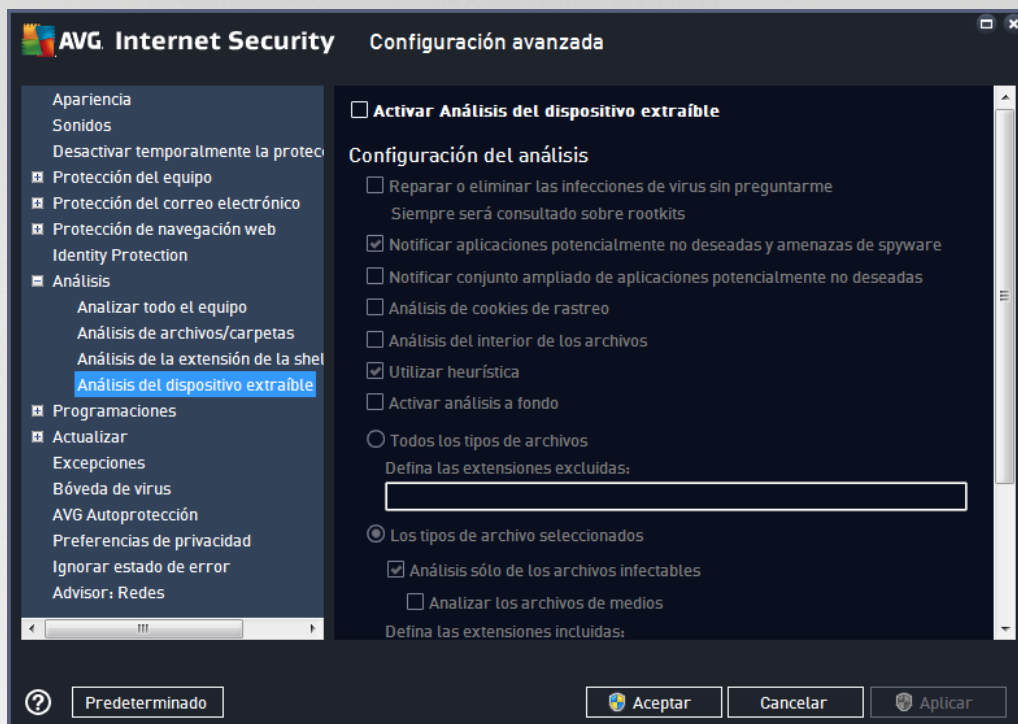 AVG. Internet Security
Configuración avanzada
Apariencia
Sonidos
Desactivar temporalmente la protec
Protección del equipo
Protección del correo electrónico
Protección de navegación web
Identity Protection
Análisis
Analizar todo el equipo
Análisis de archivos/carpetas
Análisis de la extensión de la shel
Análisis del dispositivo extraíble
Programaciones
Actualizar
Excepciones
Bóveda de virus
AVG Autoprotección
Preferencias de privacidad
Ignorar estado de error
Advisor: Redes
Activar Análisis del dispositivo extraíble
Configuración del análisis
Reparar o eliminar las infecciones de virus sin preguntarme
Siempre será consultado sobre rootkits
Notificar aplicaciones potencialmente no deseadas y amenazas de spyware
Notificar conjunto ampliado de aplicaciones potencialmente no deseadas
Análisis de cookies de rastreo
Análisis del interior de los archivos
Utilizar heurística
Activar análisis a fondo
Todos los tipos de archivos
Defina las extensiones excluidas:
Los tipos de archivo seleccionados
Análisis sólo de los archivos infectables
Analizar los archivos de medios
Defina las extensiones incluidas:
Predeterminado
Aceptar
Cancelar
Aplicar